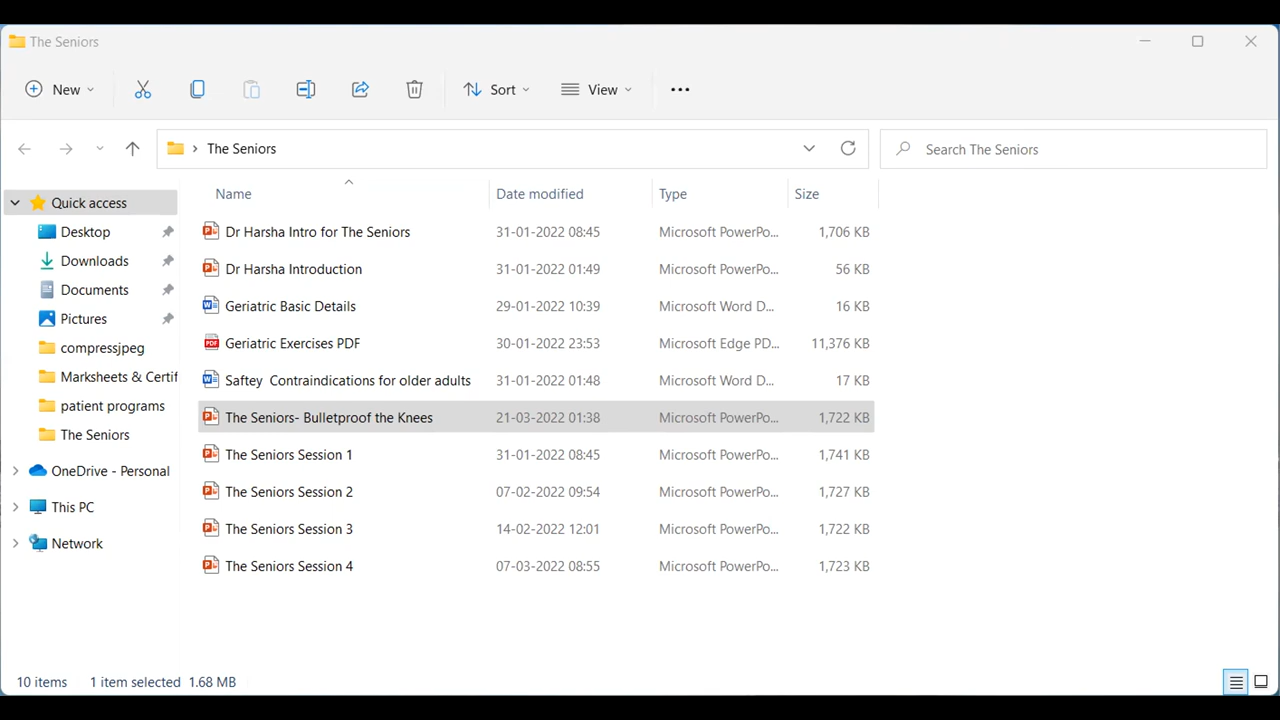 The Seniors
New
Sort
View
The Seniors
Search The Seniors
Name Date modified Type Size
Quick access
Desktop
Downloads
Documents
Pictures
compressjpeg
Marksheets & Certif
patient programs
The Seniors
OneDrive - Personal
This PC
Network
Dr Harsha Intro for The Seniors 31-01-2022 08:45 Microsoft PowerPo... 1,706 KB
Dr Harsha Introduction 31-01-2022 01:49 Microsoft PowerPo... 56 KB
Geriatric Basic Details 29-01-2022 10:39 Microsoft Word D... 16 KB
Geriatric Exercises PDF 30-01-2022 23:53 Microsoft Edge PD... 11,376 KB
Saftey Contraindications for older adults 31-01-2022 01:48 Microsoft Word D... 17 KB
The Seniors- Bulletproof the Knees 21-03-2022 01:38 Microsoft PowerPo... 1,722 KB
The Seniors Session 1 31-01-2022 08:45 Microsoft PowerPo... 1,741 KB
The Seniors Session 2 07-02-2022 09:54 Microsoft PowerPo... 1,727 KB
The Seniors Session 3 14-02-2022 12:01 Microsoft PowerPo... 1,722 KB
The Seniors Session 4 07-03-2022 08:55 Microsoft PowerPo... 1,723 KB
10 items 1 item selected 1.68 MB